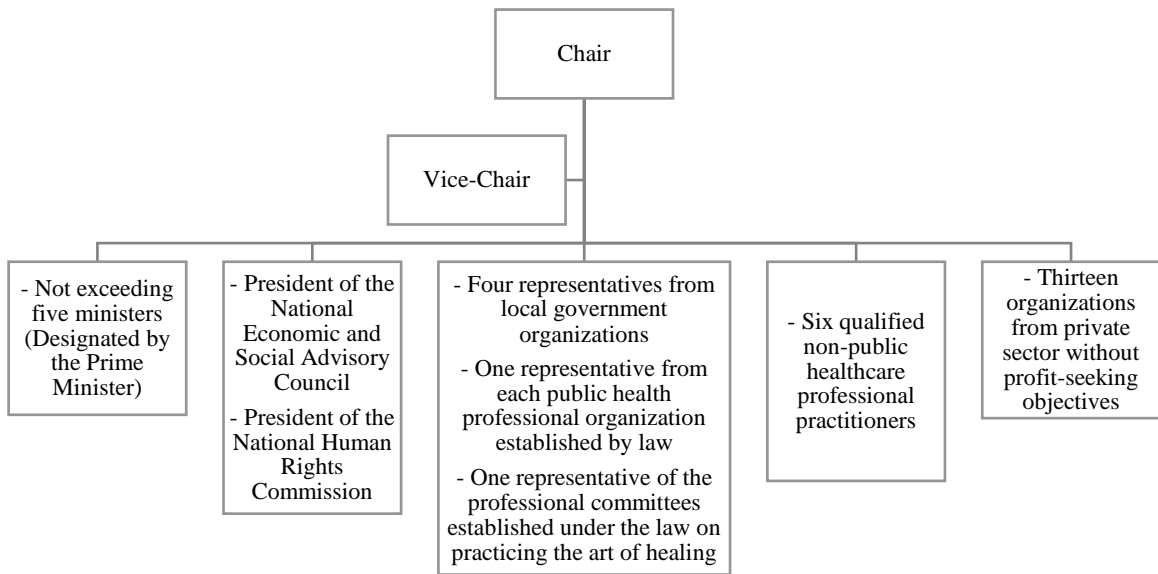 Chair
Vice-Chair
- Not exceeding
five ministers
(Designated by
the Prime
Minister)
- President of the
National
Economic and
Social Advisory
Council
- President of the
National Human
Rights
Commission
- Four representatives from
local government
organizations
- One representative from
each public health
professional organization
established by law
- One representative of the
professional committees
established under the law on
practicing the art of healing
- Six qualified
non-public
healthcare
professional
practitioners
- Thirteen
organizations
from private
sector without
profit-seeking
objectives